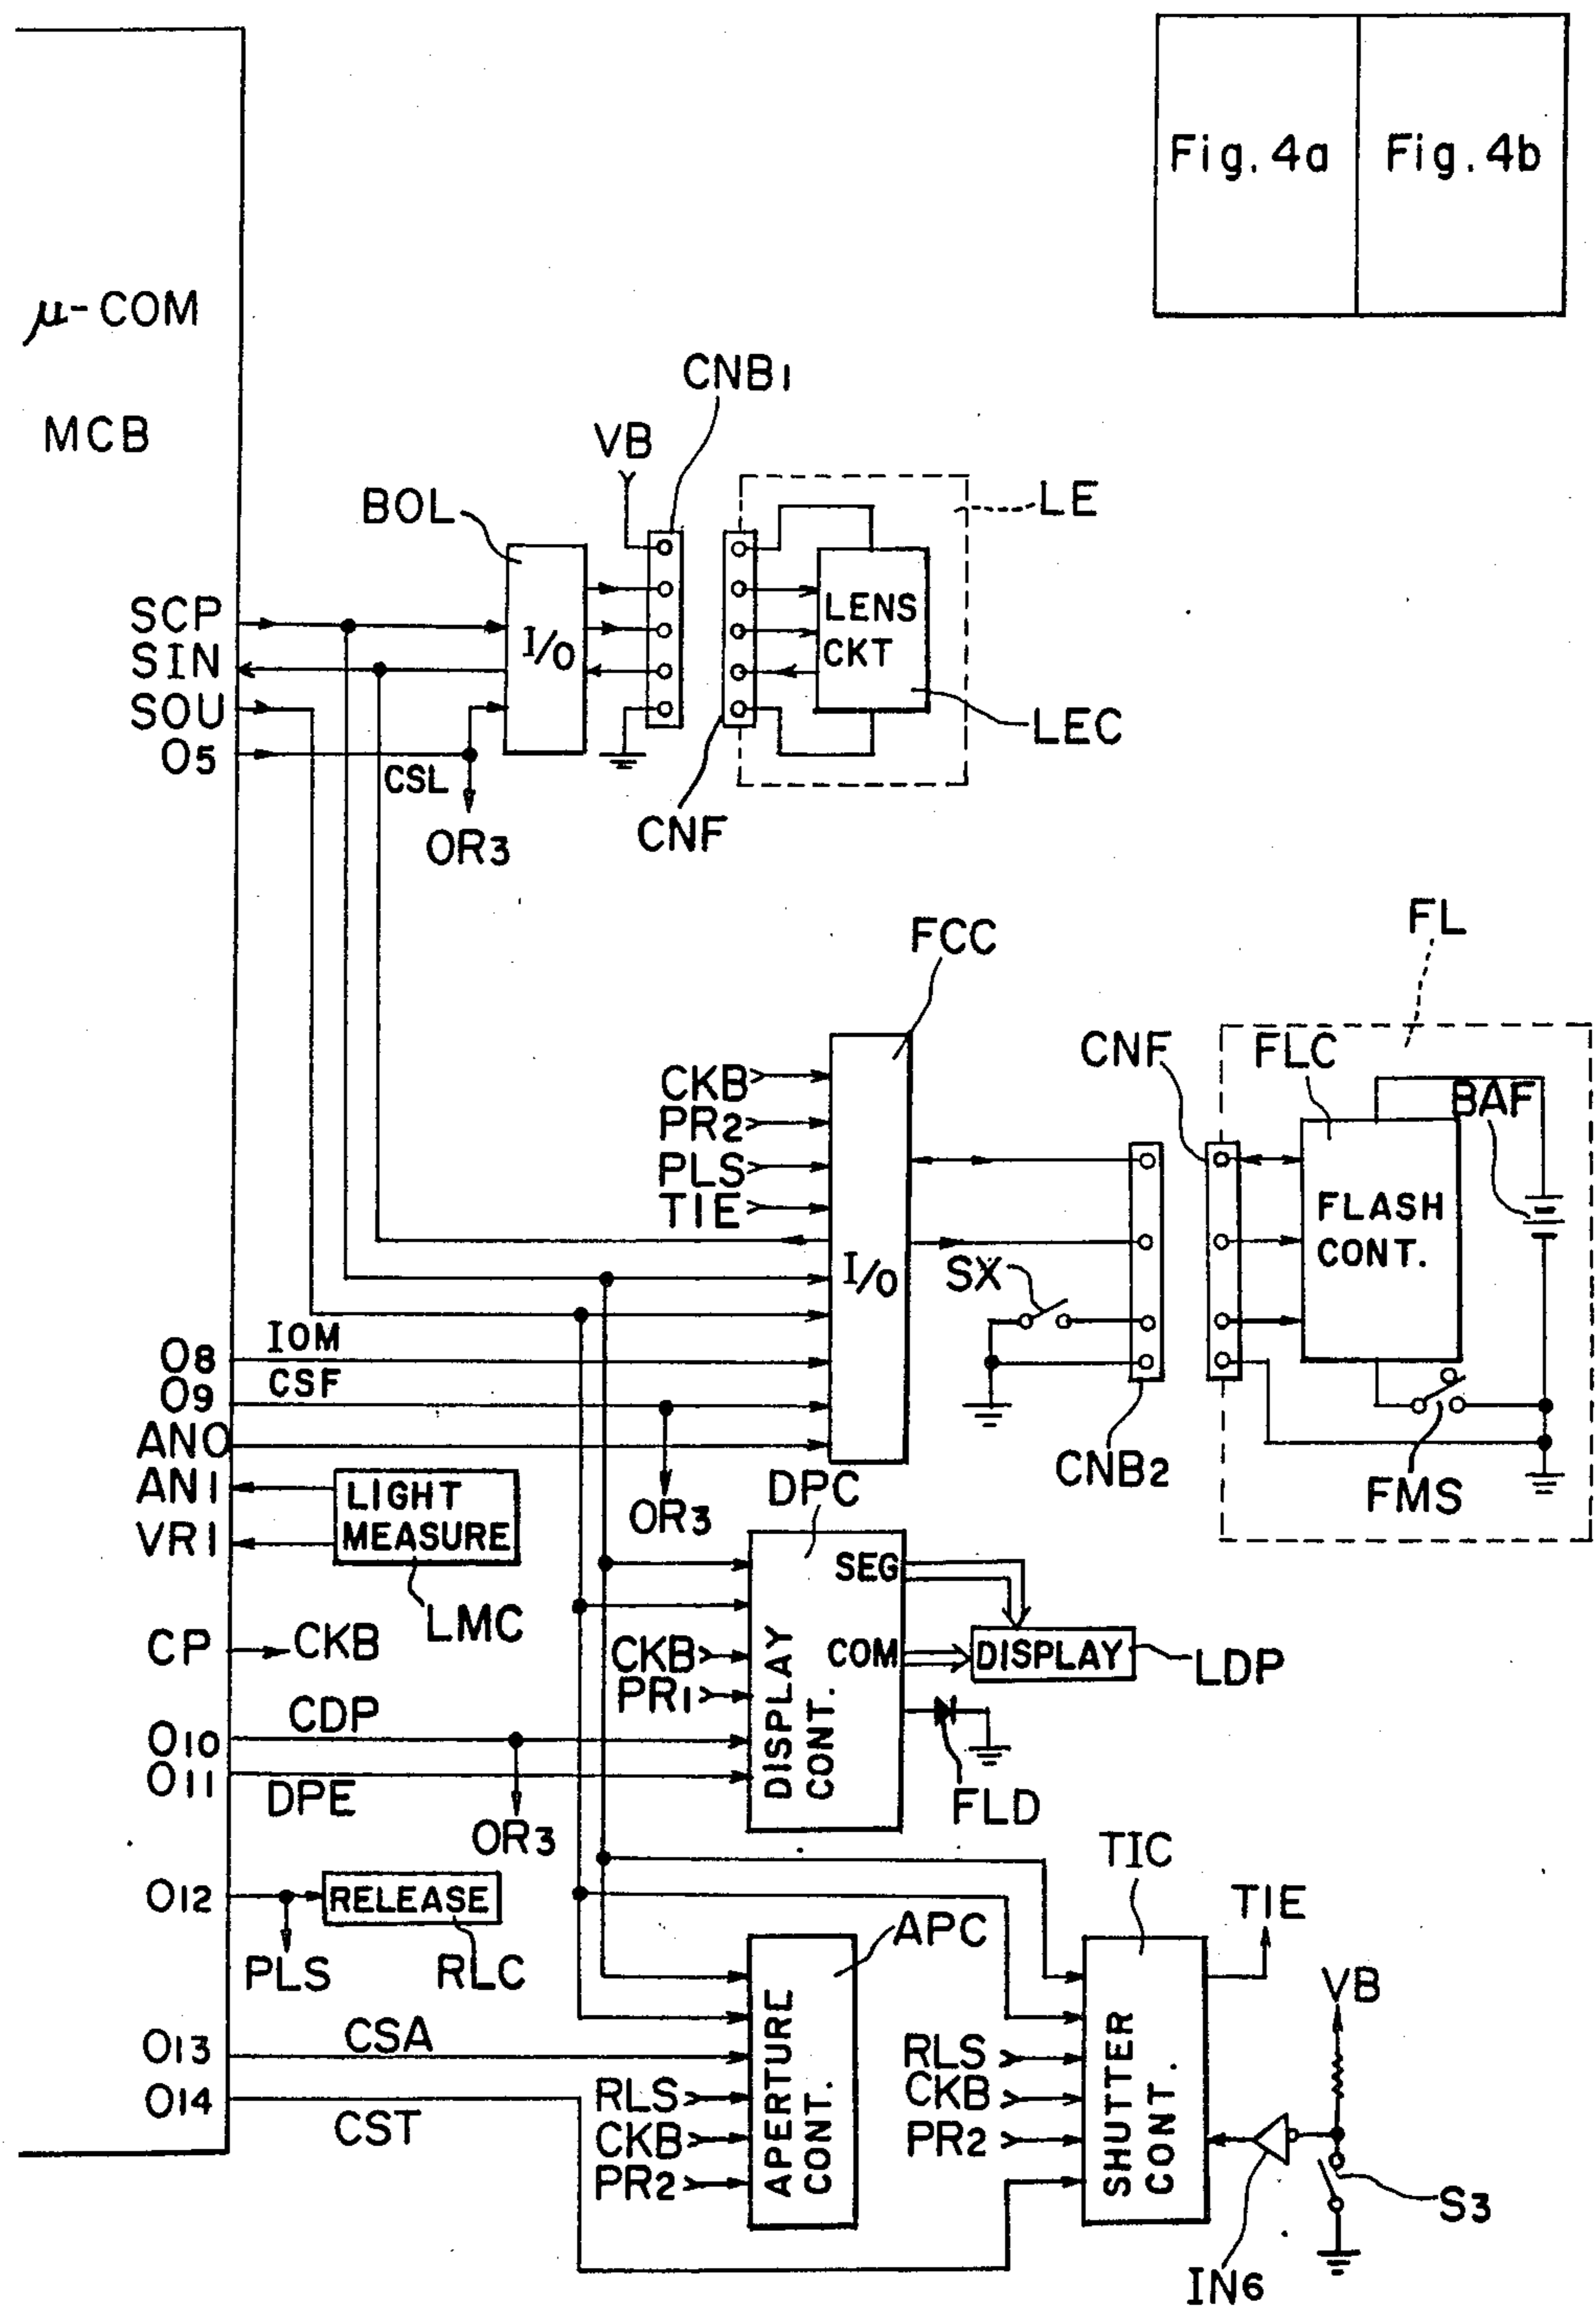 Fig.4a
Fig.4b
μ-COM
MCB
CNB1
VB
BOL
LE
SCP
SIN
SOU
O5
I/O
LENS
CKT
LEC
CSL
OR3
CNF
FCC
FL
CKB
PR2
PLS
TIE
CNF
FLC
BAF
FLASH
CONT.
I/O
SX
O8
IOM
O9
CSF
ANO
ANI
VRI
LIGHT
MEASURE
OR3
DPC
CNB2
FMS
LMC
SEG
CP
CKB
CKB
PR1
COM
DISPLAY
LDP
DISPLAY
CONT.
O10
CDP
O11
DPE
OR3
FLD
O12
RELEASE
PLS
RLC
APC
TIC
TIE
VB
O13
CSA
O14
CST
RLS
CKB
PR2
APERTURE
CONT.
RLS
CKB
PR2
SHUTTER
CONT.
S3
IN6